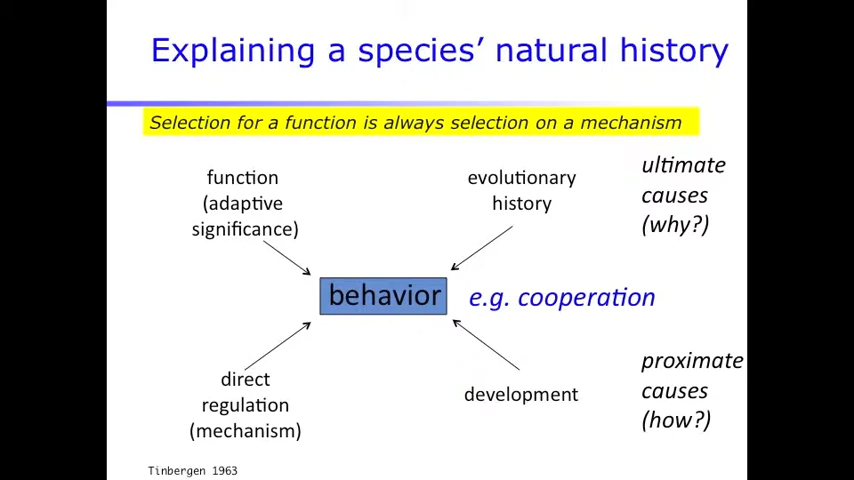 Explaining a species’ natural history
Selection for a function is always selection on a mechanism
function
(adaptive
significance)
evolutionary
history
ultimate
causes
(why?)
behavior
e.g. cooperation
direct
regulation
(mechanism)
development
proximate
causes
(how?)
Tinbergen 1963